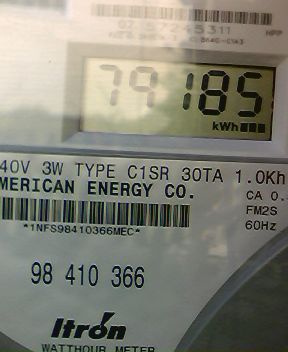 79185
kWh
40V 3W TYPE C1SR 30TA 1.0Kh
MERICAN ENERGY CO.
CA 0.
FM2S
*1NFS98410366MEC*
60Hz
98 410 366
Itrón
WATTHOUR METER